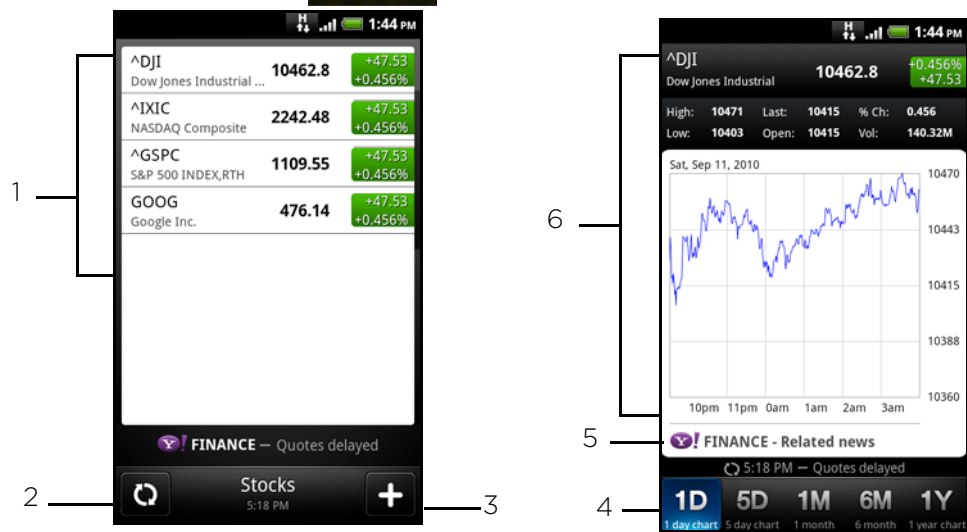 H 1:44 PM
^DJI 10462.8 +47.53
Dow Jones Industrial ... +0.456%
^IXIC 2242.48 +47.53
NASDAQ Composite +0.456%
^GSPC 1109.55 +47.53
S&P 500 INDEX,RTH +0.456%
GOOG 476.14 +47.53
Google Inc. +0.456%
Y! FINANCE — Quotes delayed
Stocks
5:18 PM
1
2
3
H 1:44 PM
^DJI 10462.8 +0.456%
Dow Jones Industrial +47.53
High: 10471 Last: 10415 % Ch: 0.456
Low: 10403 Open: 10415 Vol: 140.32M
Sat, Sep 11, 2010
10470
10443
10415
10388
10360
10pm 11pm 0am 1am 2am 3am
Y! FINANCE - Related news
5:18 PM — Quotes delayed
1D 5D 1M 6M 1Y
1 day chart 5 day chart 1 month 6 month 1 year chart
6
5
4